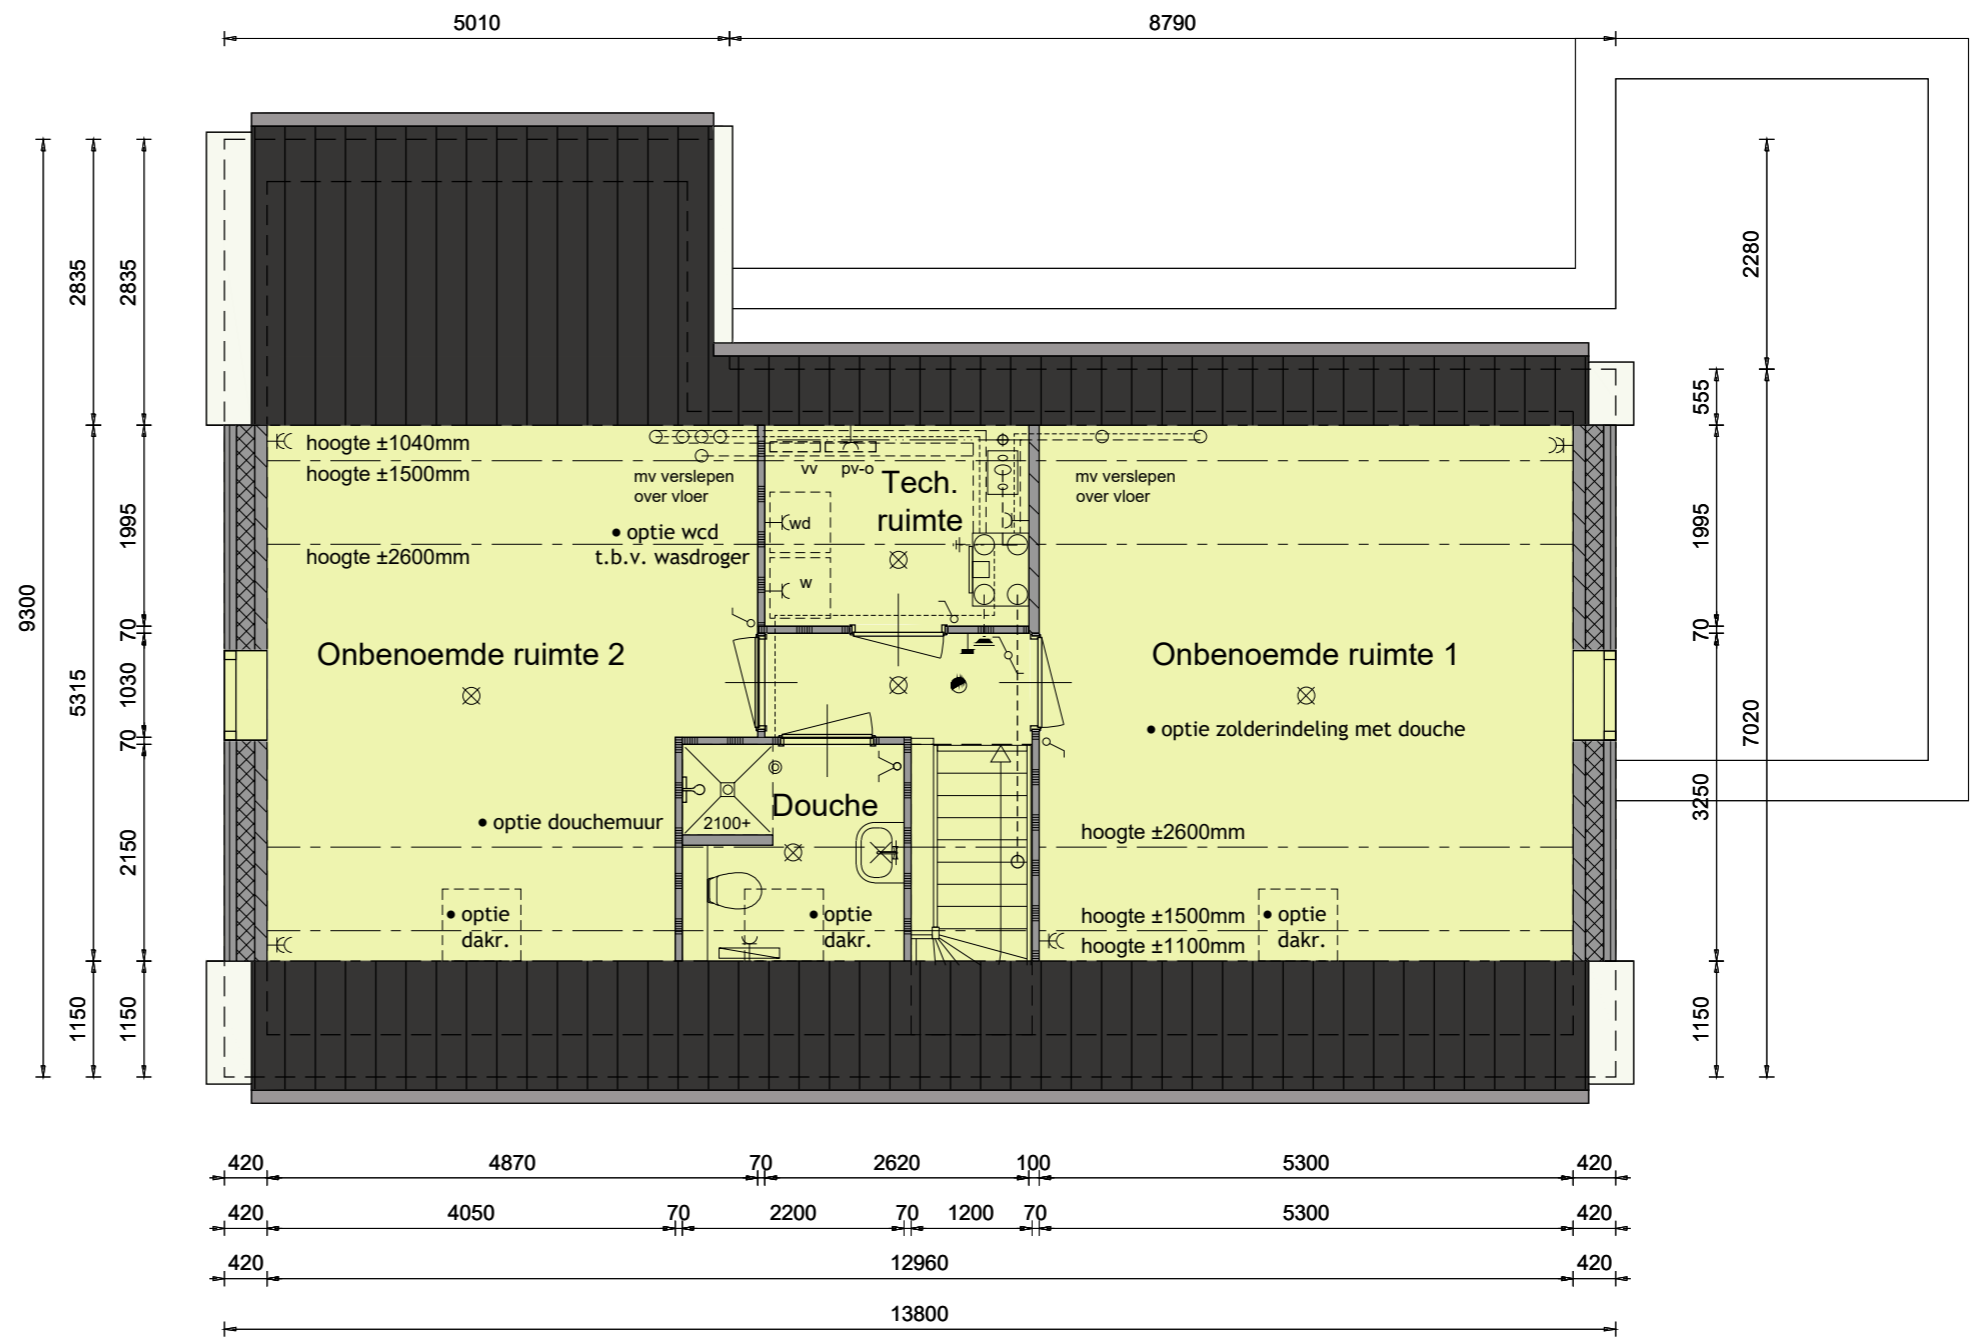 5010
8790
2835
2835
2280
555
hoogte ±1040mm
hoogte ±1500mm
hoogte ±2600mm
mv verslepen
over vloer
• optie wcd
t.b.v. wasdroger
vv
pv-o
Tech.
ruimte
wd
w
mv verslepen
over vloer
9300
5315
1995
70
1030
70
2150
1995
70
3250
7020
Onbenoemde ruimte 2
Onbenoemde ruimte 1
• optie zolderindeling met douche
• optie douchemuur
2100+
Douche
hoogte ±2600mm
hoogte ±1500mm
hoogte ±1100mm
• optie
dakr.
• optie
dakr.
• optie
dakr.
1150
1150
1150
420 4870 70 2620 100 5300 420
420 4050 70 2200 70 1200 70 5300 420
420 12960 420
13800